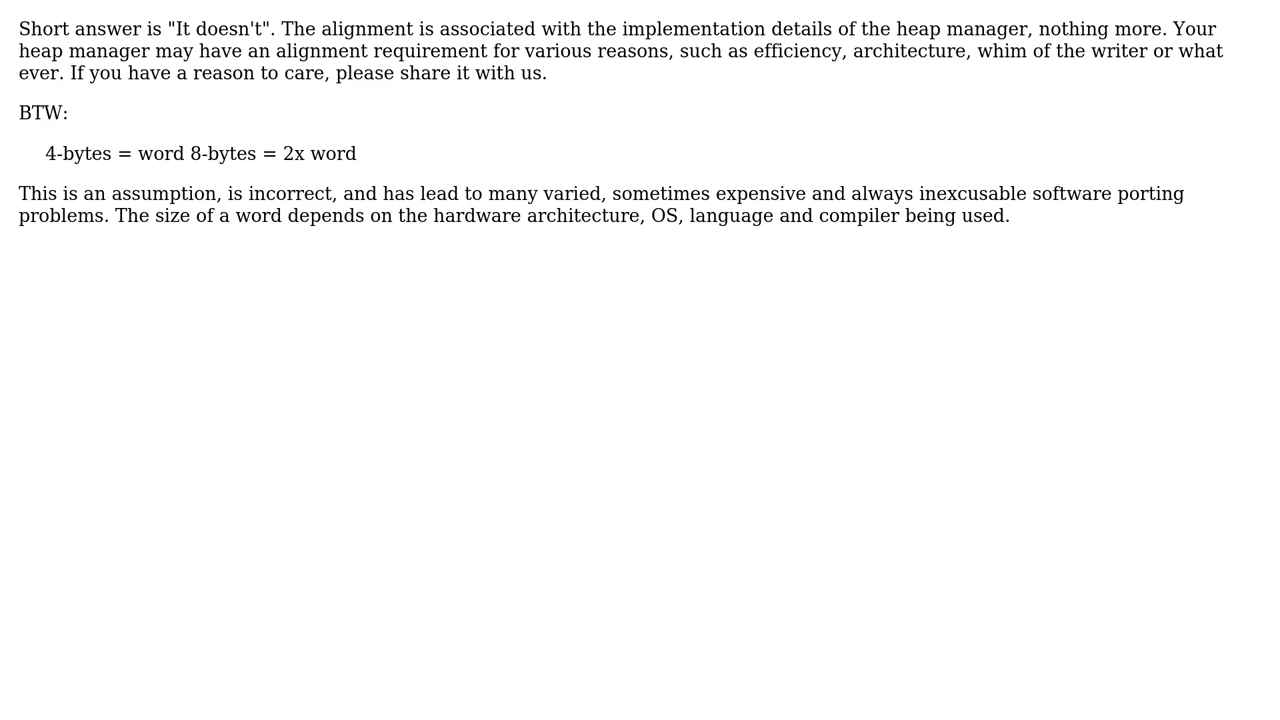 Short answer is "It doesn't". The alignment is associated with the implementation details of the heap manager, nothing more. Your
heap manager may have an alignment requirement for various reasons, such as efficiency, architecture, whim of the writer or what
ever. If you have a reason to care, please share it with us.
BTW:
4-bytes = word 8-bytes = 2x word
This is an assumption, is incorrect, and has lead to many varied, sometimes expensive and always inexcusable software porting
problems. The size of a word depends on the hardware architecture, OS, language and compiler being used.